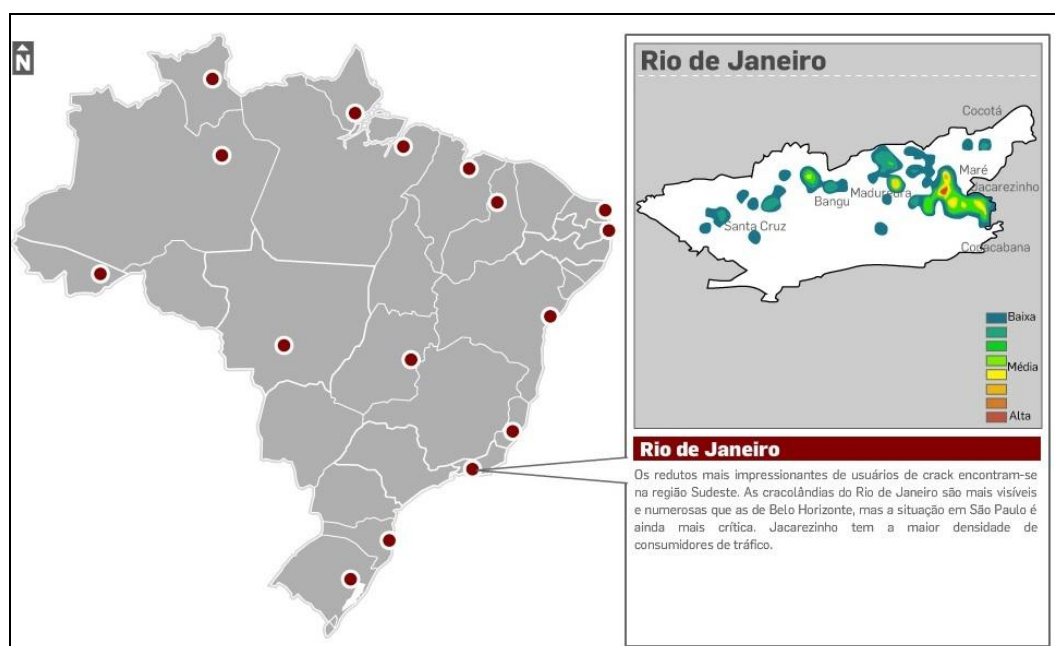 N
Rio de Janeiro
Cocotá
Maré
Jacarezinho
Madureira
Bangu
Santa Cruz
Copacabana
Baixa
Média
Alta
Rio de Janeiro
Os redutos mais impressionantes de usuários de crack encontram-se
na região Sudeste. As cracolândias do Rio de Janeiro são mais visíveis
e numerosas que as de Belo Horizonte, mas a situação em São Paulo é
ainda mais crítica. Jacarezinho tem a maior densidade de
consumidores de tráfico.